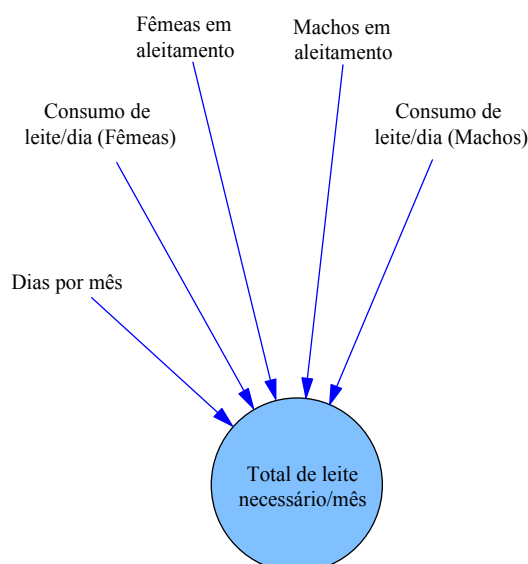 Fêmeas em
aleitamento
Machos em
aleitamento
Consumo de
leite/dia (Fêmeas)
Consumo de
leite/dia (Machos)
Dias por mês
Total de leite
necessário/mês